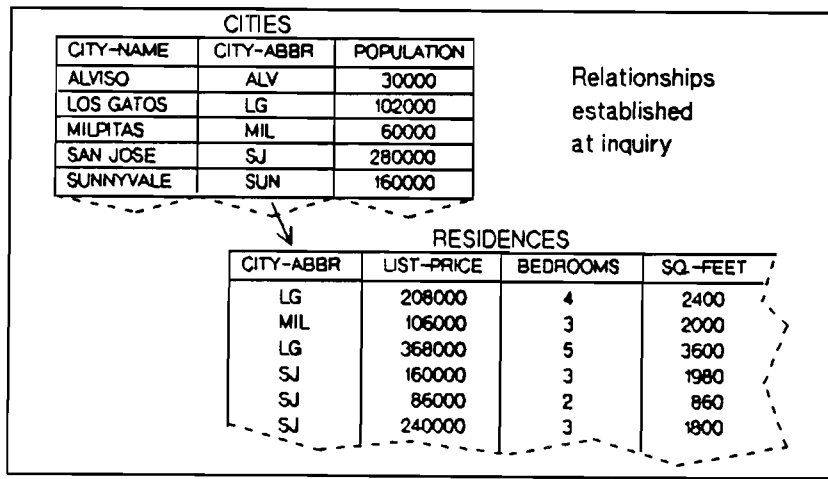 CITIES
CITY-NAME CITY-ABBR POPULATION
ALVISO ALV 30000
LOS GATOS LG 102000
MILPITAS MIL 60000
SAN JOSE SJ 280000
SUNNYVALE SUN 160000
Relationships
established
at inquiry
RESIDENCES
CITY-ABBR LIST-PRICE BEDROOMS SQ-FEET
LG 208000 4 2400
MIL 106000 3 2000
LG 368000 5 3600
SJ 160000 3 1980
SJ 86000 2 860
SJ 240000 3 1800